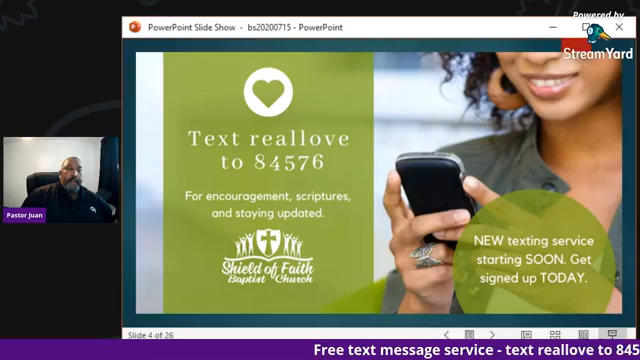 Powered by
StreamYard
PowerPoint Slide Show - bs20200715 - PowerPoint
Text reallove
to 84576
For encouragement, scriptures,
and staying updated.
Shield of Faith
Baptist Church
NEW texting service
starting SOON. Get
signed up TODAY.
Pastor Juan
Slide 4 of 26
Free text message service - text reallove to 845